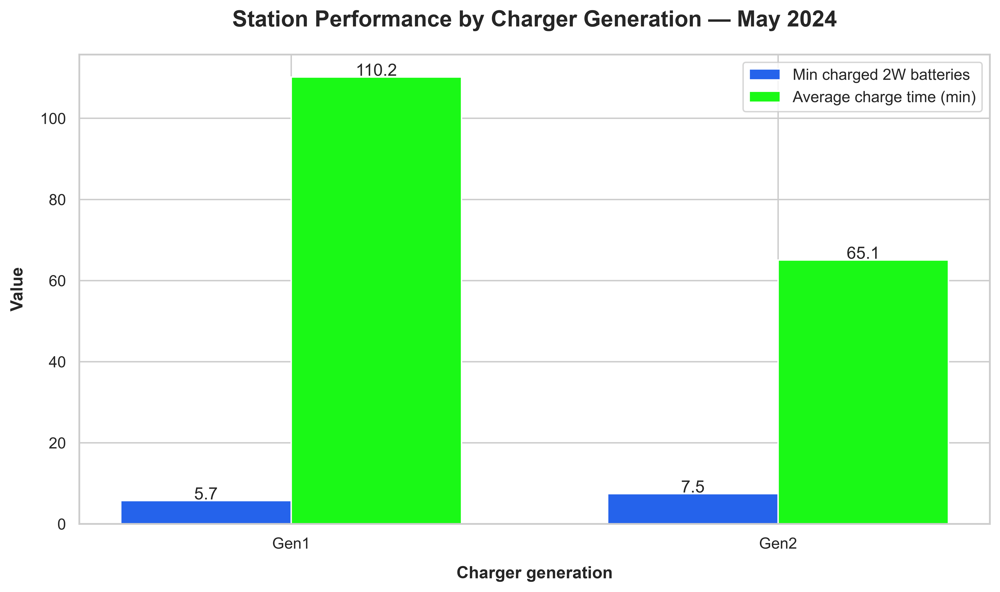 Station Performance by Charger Generation — May 2024
Min charged 2W batteries
Average charge time (min)
110.2
100
80
65.1
60
Value
40
20
5.7
7.5
0
Gen1
Gen2
Charger generation